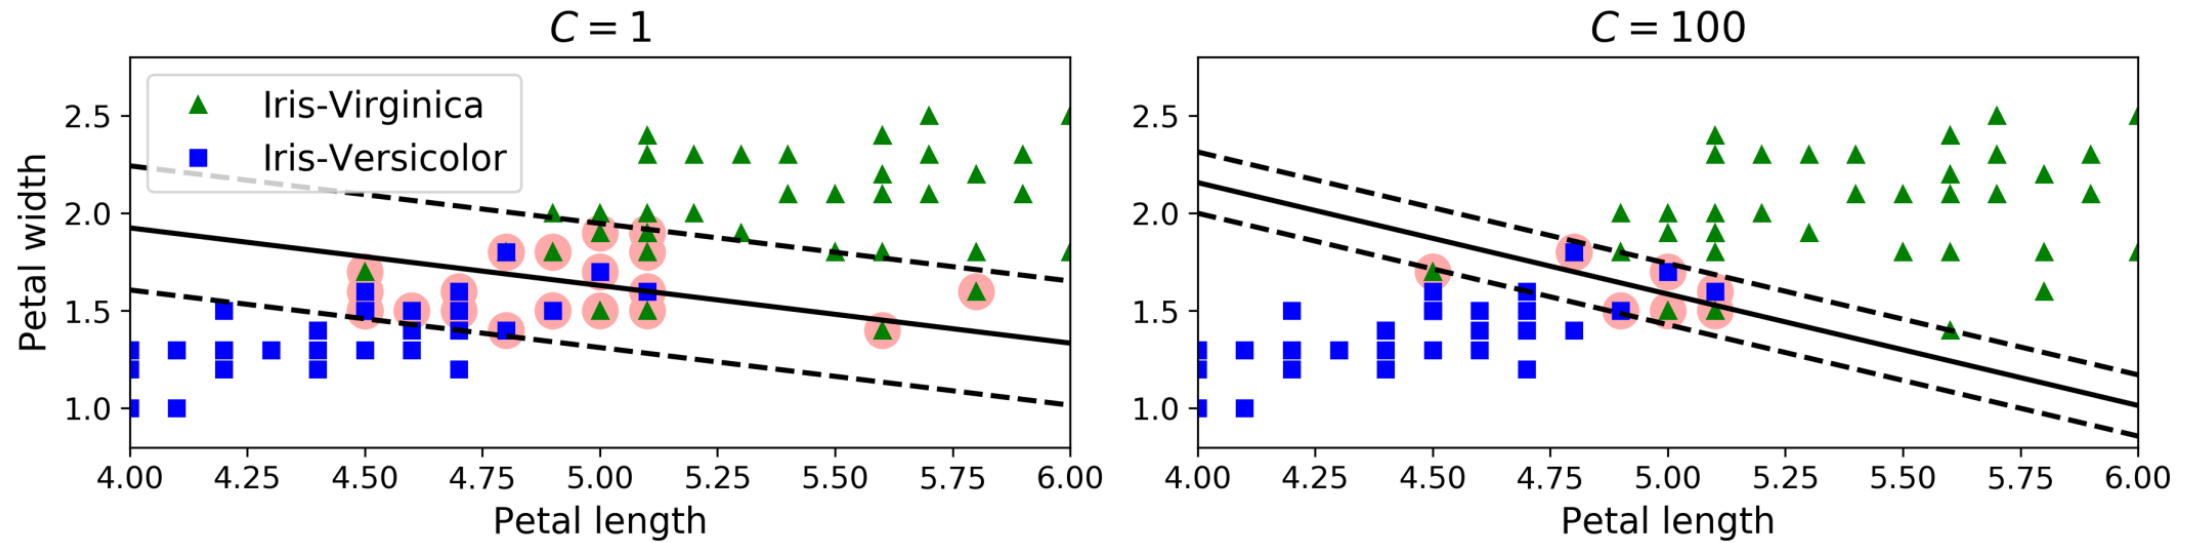 C = 1
Iris-Virginica
Iris-Versicolor
Petal width
2.5
2.0
1.5
1.0
4.00 4.25 4.50 4.75 5.00 5.25 5.50 5.75 6.00
Petal length
C = 100
2.5
2.0
1.5
1.0
4.00 4.25 4.50 4.75 5.00 5.25 5.50 5.75 6.00
Petal length